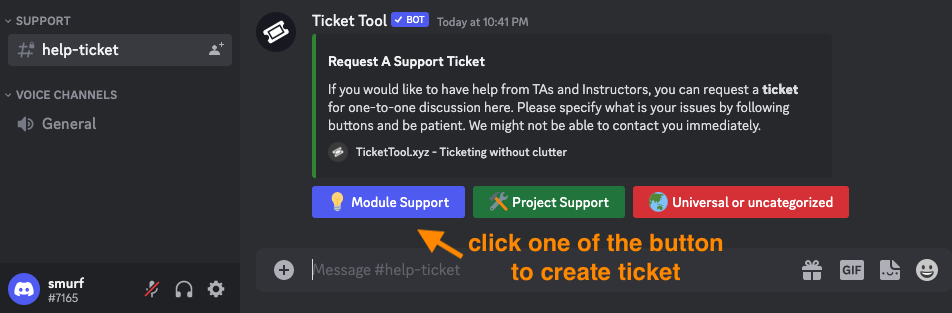 SUPPORT
help-ticket
VOICE CHANNELS
General
smurf
#7165
Ticket Tool BOT Today at 10:41 PM
Request A Support Ticket
If you would like to have help from TAs and Instructors, you can request a ticket
for one-to-one discussion here. Please specify what is your issues by following
buttons and be patient. We might not be able to contact you immediately.
TicketTool.xyz - Ticketing without clutter
Module Support Project Support Universal or uncategorized
click one of the button
to create ticket
Message #help-ticket
GIF